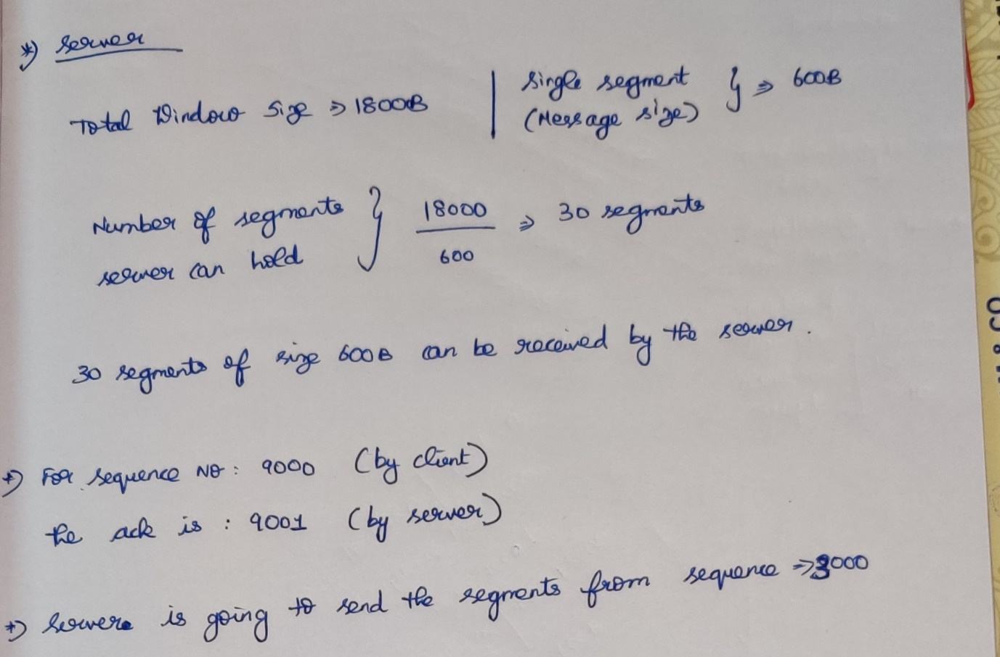 *) Server
Total Window size ⇒ 18000B | Single segment (Message size) } ⇒ 600B
Number of segments server can hold } 18000 / 600 ⇒ 30 segments
30 segments of size 600B can be received by the server.
*) For sequence No : 9000 (by client)
the ack is : 9001 (by server)
*) Servere is going to send the segments from sequence ⇒ 3000